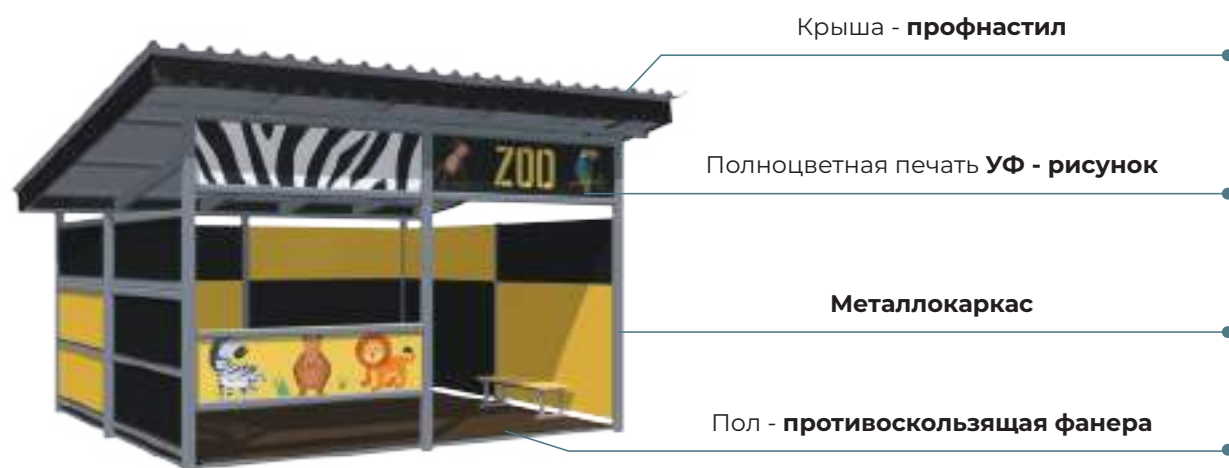 Крыша - профнастил
ZOO
Полноцветная печать УФ - рисунок
Металлокаркас
Пол - противоскользящая фанера